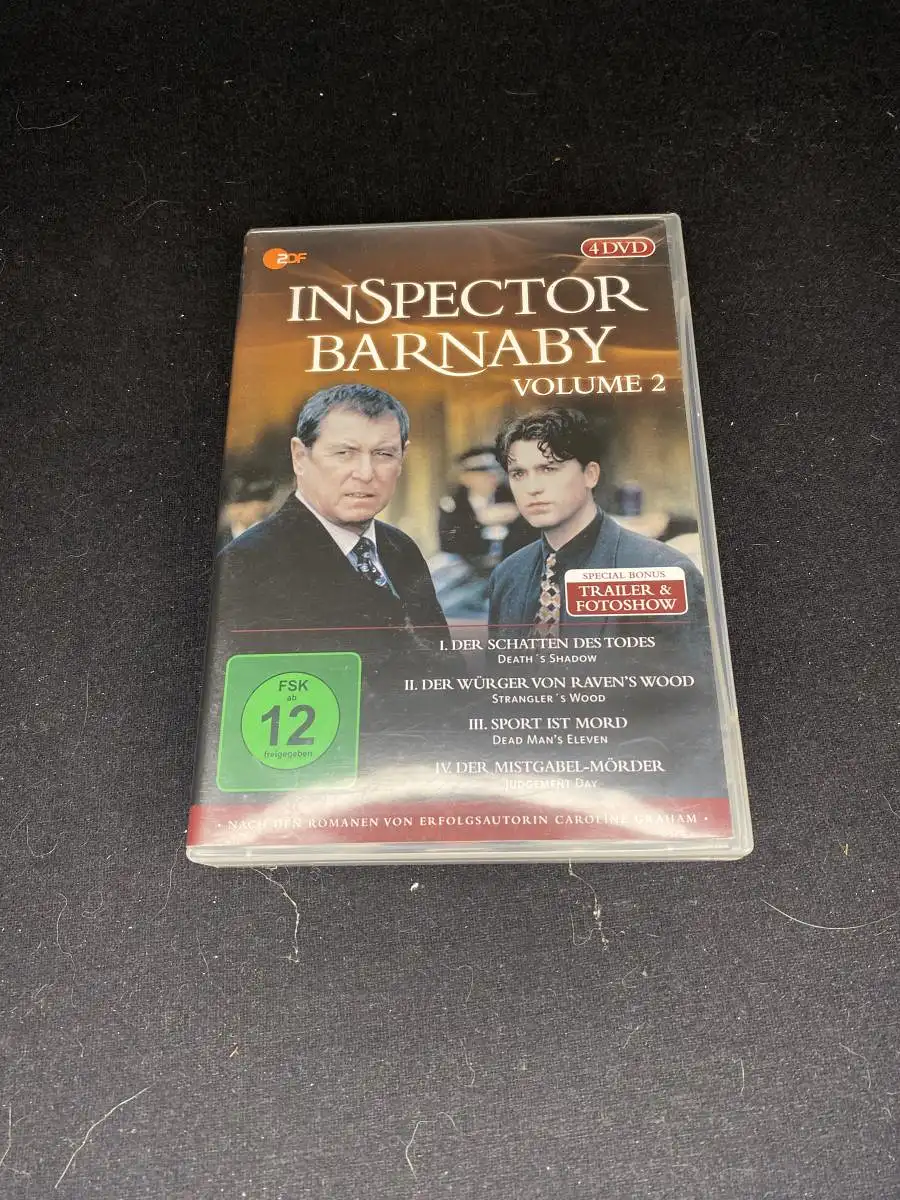 ZDF
4 DVD
INSPECTOR
BARNABY
VOLUME 2
SPECIAL BONUS
TRAILER &
FOTOSHOW
I. DER SCHATTEN DES TODES
DEATH´S SHADOW
II. DER WÜRGER VON RAVEN'S WOOD
STRANGLER´S WOOD
III. SPORT IST MORD
DEAD MAN'S ELEVEN
IV. DER MISTGABEL-MÖRDER
JUDGEMENT DAY
FSK
ab
12
freigegeben
· NACH DEN ROMANEN VON ERFOLGSAUTORIN CAROLINE GRAHAM ·